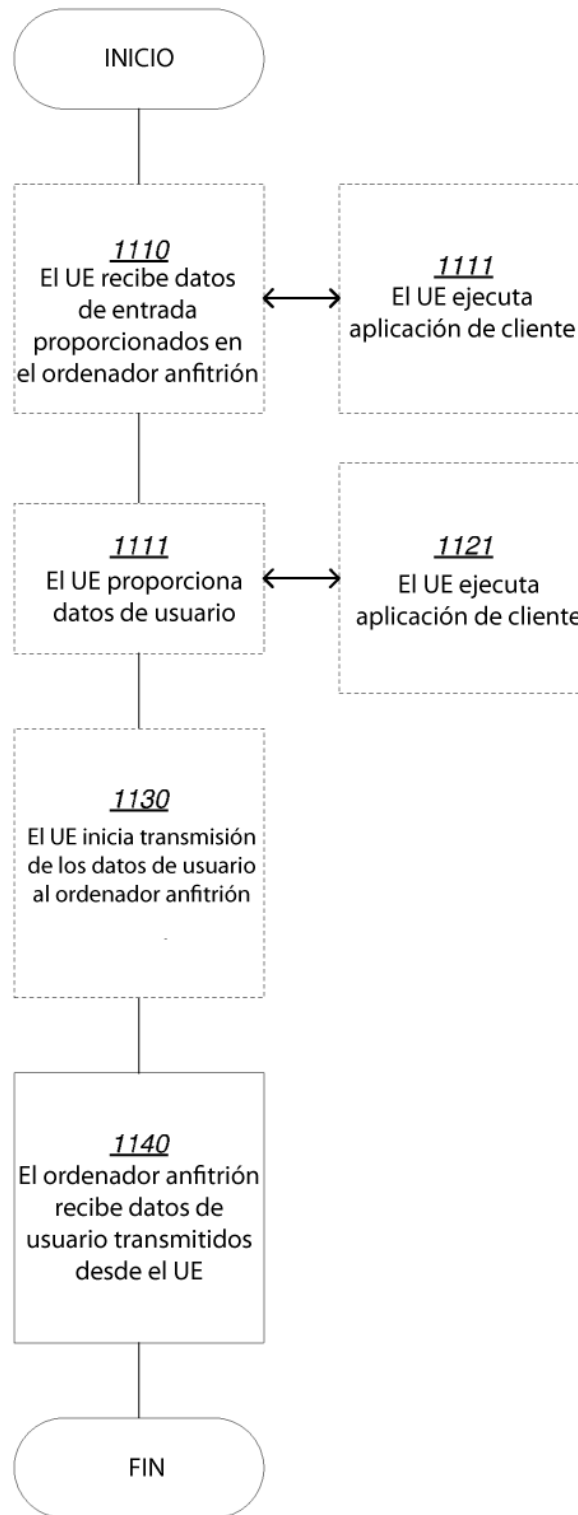 INICIO
1110
El UE recibe datos
de entrada
proporcionados en
el ordenador anfitrión
1111
El UE ejecuta
aplicación de cliente
1111
El UE proporciona
datos de usuario
1121
El UE ejecuta
aplicación de cliente
1130
El UE inicia transmisión
de los datos de usuario
al ordenador anfitrión
1140
El ordenador anfitrión
recibe datos de
usuario transmitidos
desde el UE
FIN